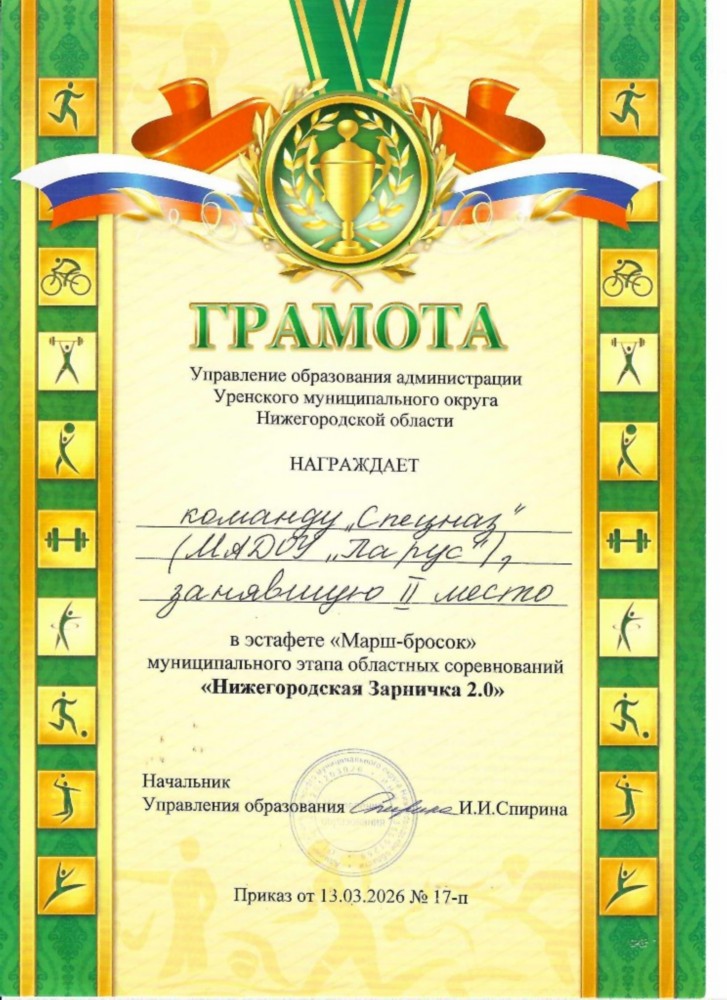 ГРАМОТА
Управление образования администрации
Уренского муниципального округа
Нижегородской области
НАГРАЖДАЕТ
команду „Спецназ"
(МАДОУ „Парус"),
занявшую II место
в эстафете «Марш-бросок»
муниципального этапа областных соревнований
«Нижегородская Зарничка 2.0»
Начальник
Управления образования И.И.Спирина
Приказ от 13.03.2026 № 17-п